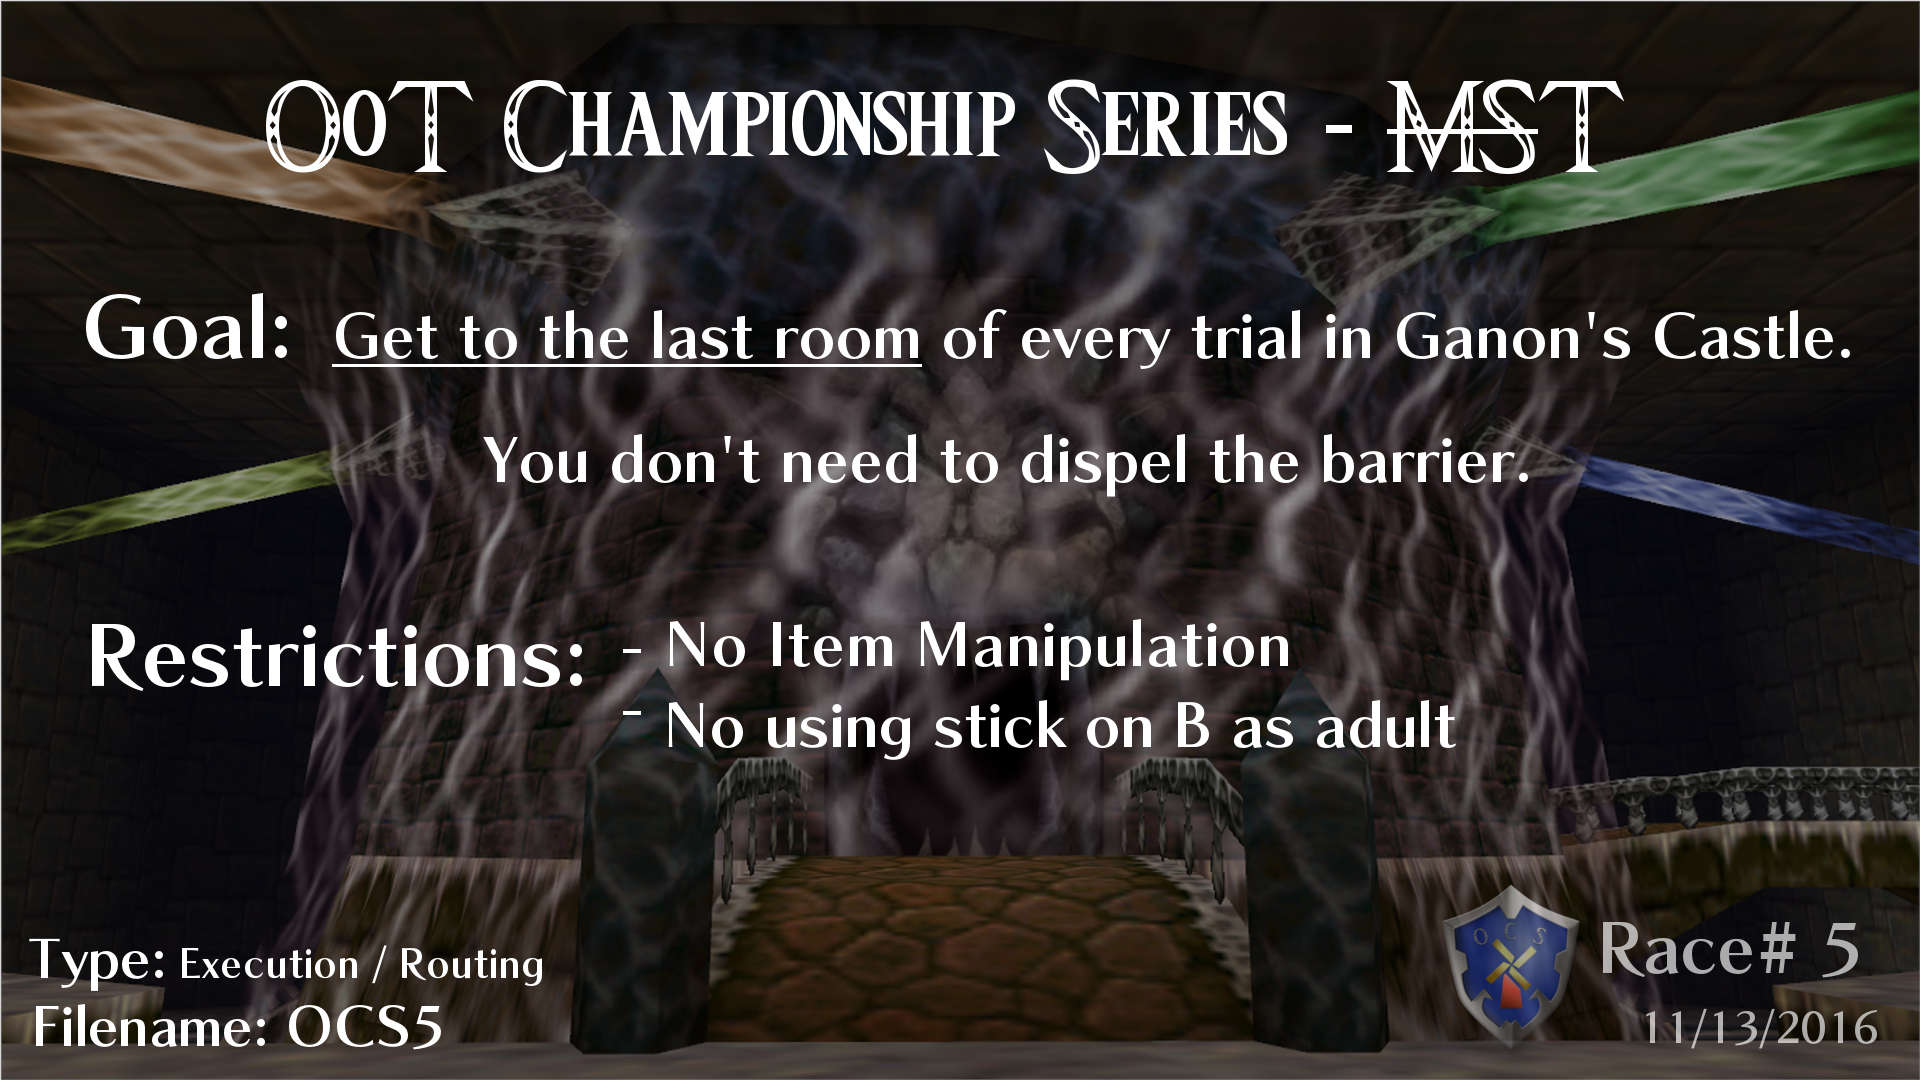 OoT Championship Series - MST
Goal: Get to the last room of every trial in Ganon's Castle.
You don't need to dispel the barrier.
Restrictions: - No Item Manipulation
- No using stick on B as adult
Type: Execution / Routing
Filename: OCS5
OCS
Race# 5
11/13/2016